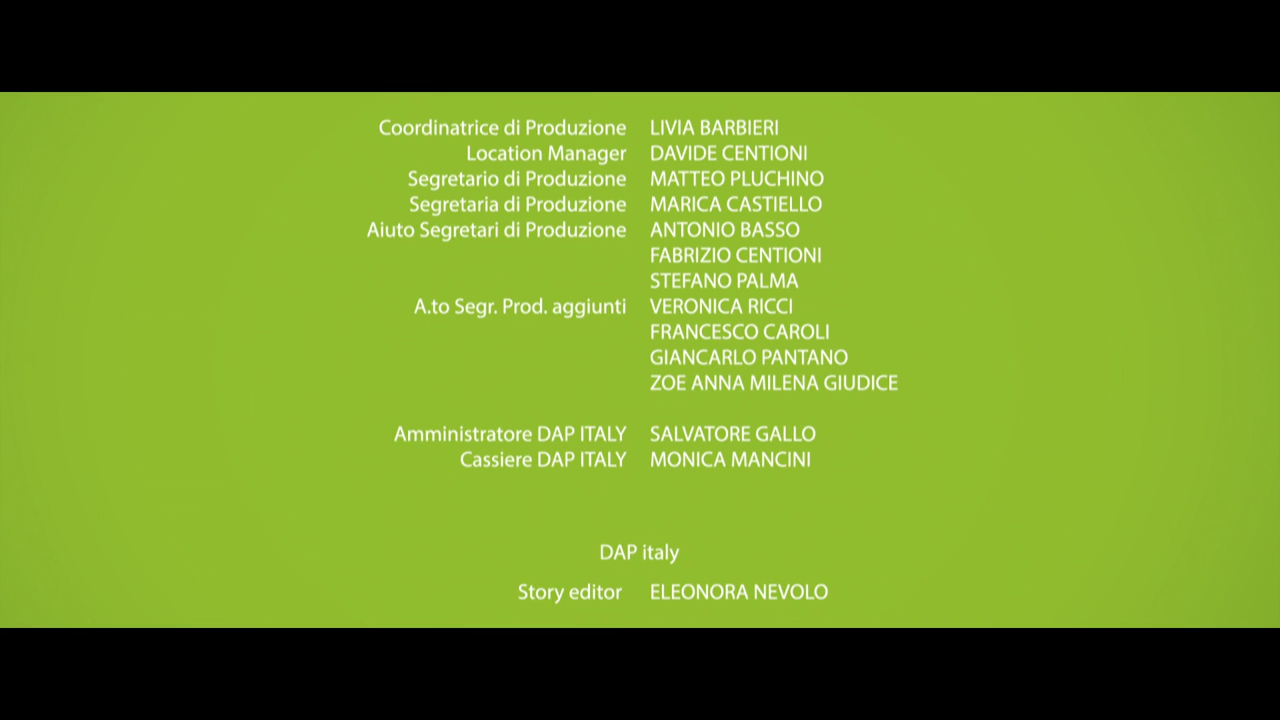 Coordinatrice di Produzione LIVIA BARBIERI
Location Manager DAVIDE CENTIONI
Segretario di Produzione MATTEO PLUCHINO
Segretaria di Produzione MARICA CASTIELLO
Aiuto Segretari di Produzione ANTONIO BASSO
FABRIZIO CENTIONI
STEFANO PALMA
A.to Segr. Prod. aggiunti VERONICA RICCI
FRANCESCO CAROLI
GIANCARLO PANTANO
ZOE ANNA MILENA GIUDICE
Amministratore DAP ITALY SALVATORE GALLO
Cassiere DAP ITALY MONICA MANCINI
DAP italy
Story editor ELEONORA NEVOLO